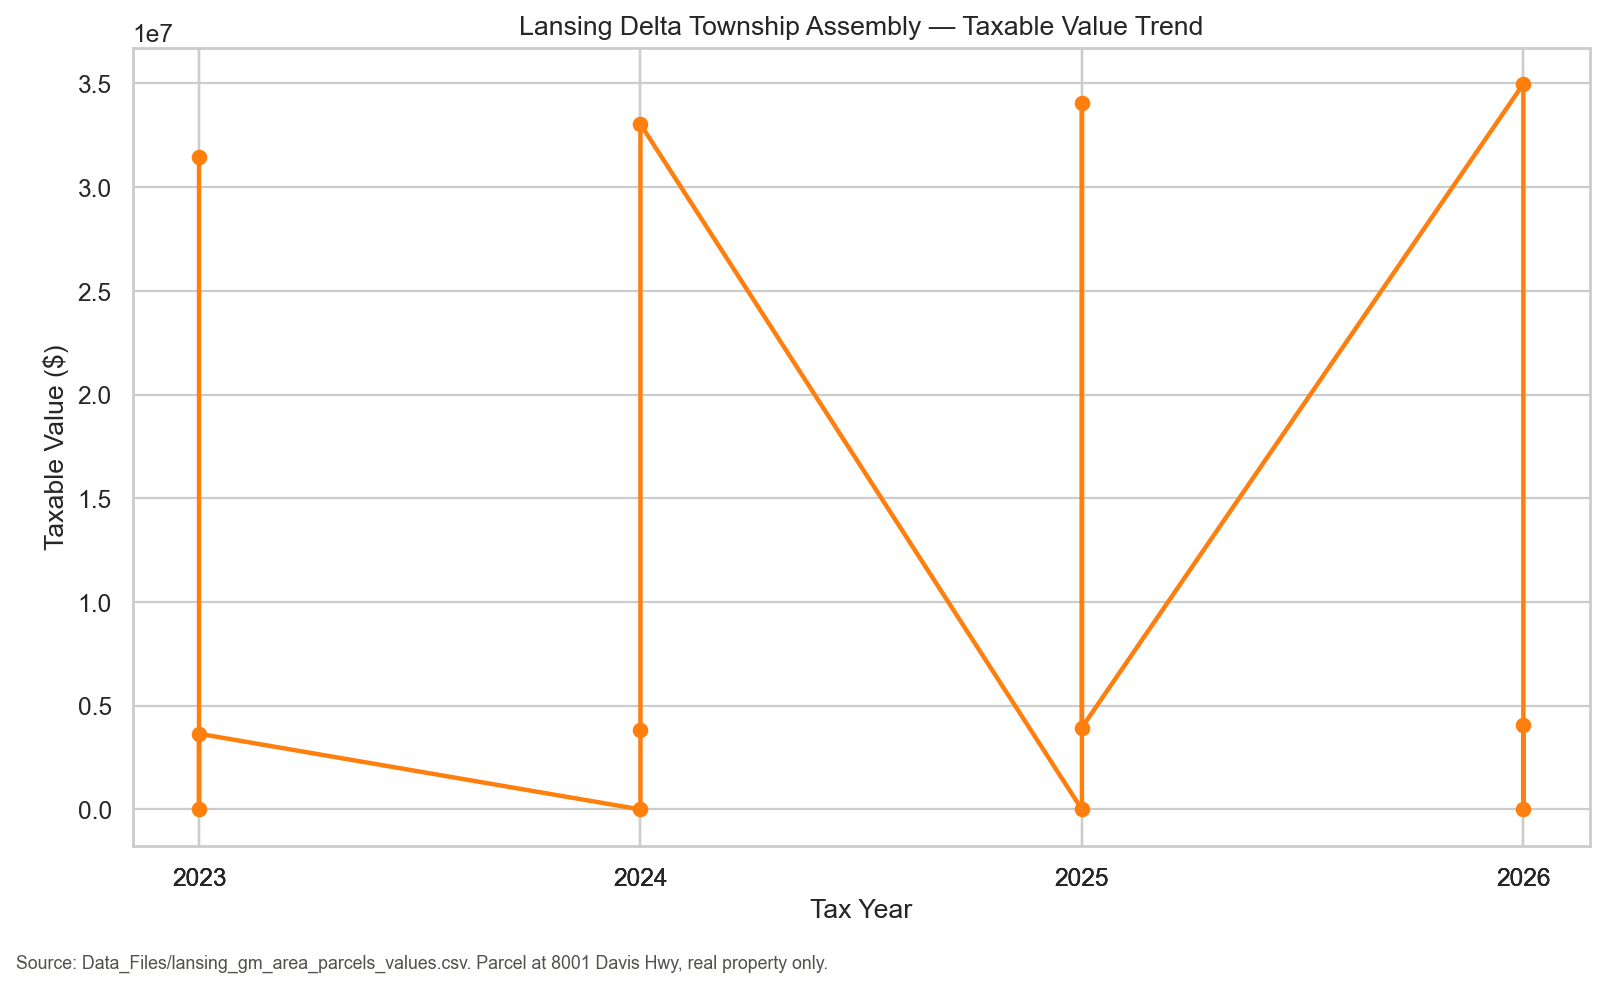 Lansing Delta Township Assembly — Taxable Value Trend
1e7
3.5
3.0
2.5
2.0
1.5
1.0
0.5
0.0
Taxable Value ($)
2023 2024 2025 2026
Tax Year
Source: Data_Files/lansing_gm_area_parcels_values.csv. Parcel at 8001 Davis Hwy, real property only.